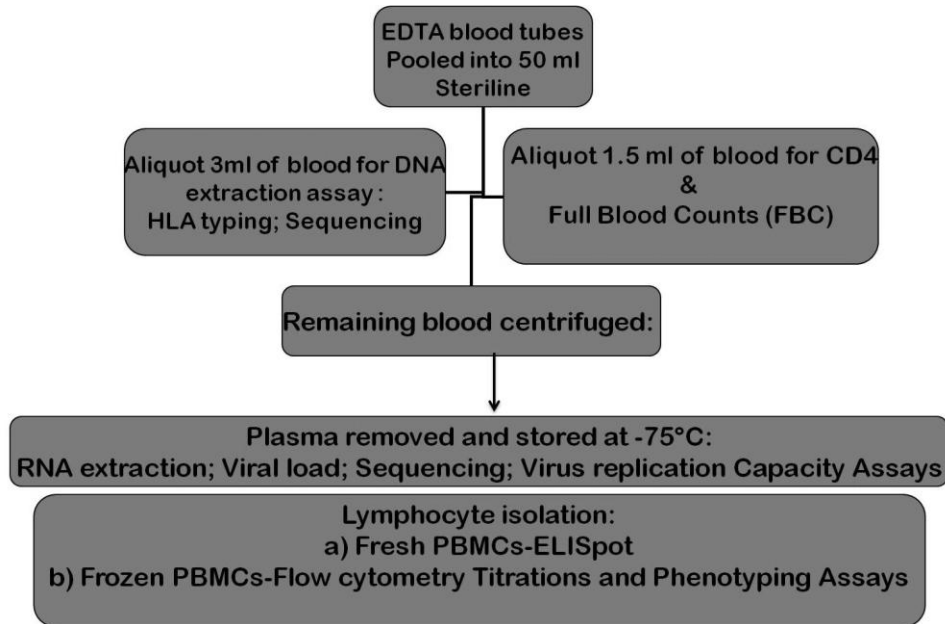 EDTA blood tubes
Pooled into 50 ml
Steriline
Aliquot 3ml of blood for DNA
extraction assay :
HLA typing; Sequencing
Aliquot 1.5 ml of blood for CD4
&
Full Blood Counts (FBC)
Remaining blood centrifuged:
Plasma removed and stored at -75°C:
RNA extraction; Viral load; Sequencing; Virus replication Capacity Assays
Lymphocyte isolation:
a) Fresh PBMCs-ELISpot
b) Frozen PBMCs-Flow cytometry Titrations and Phenotyping Assays